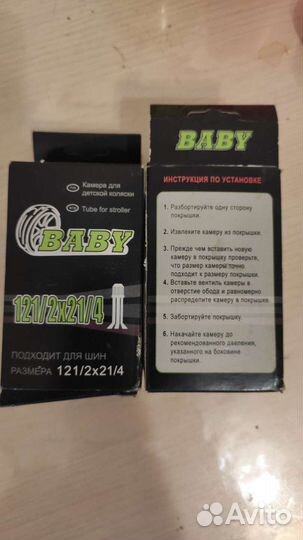 Камера для
детской коляски
Tube for stroller
BABY
121/2x21/4
ПОДХОДИТ ДЛЯ ШИН
РАЗМЕРА 121/2x21/4
BABY
ИНСТРУКЦИЯ ПО УСТАНОВКЕ
1. Разбортируйте одну сторону
покрышки.
2. Извлеките камеру из покрышки.
3. Прежде чем вставить новую
камеру в покрышку проверьте,
что размер камеры точно
подходит к размеру покрышки.
4. Вставьте вентиль камеры в
отверстие обода и равномерно
распределите камеру в покрышке.
5. Забортируйте покрышку.
6. Накачайте камеру до
рекомендованного давления,
указанного на боковине
покрышки.
Avito